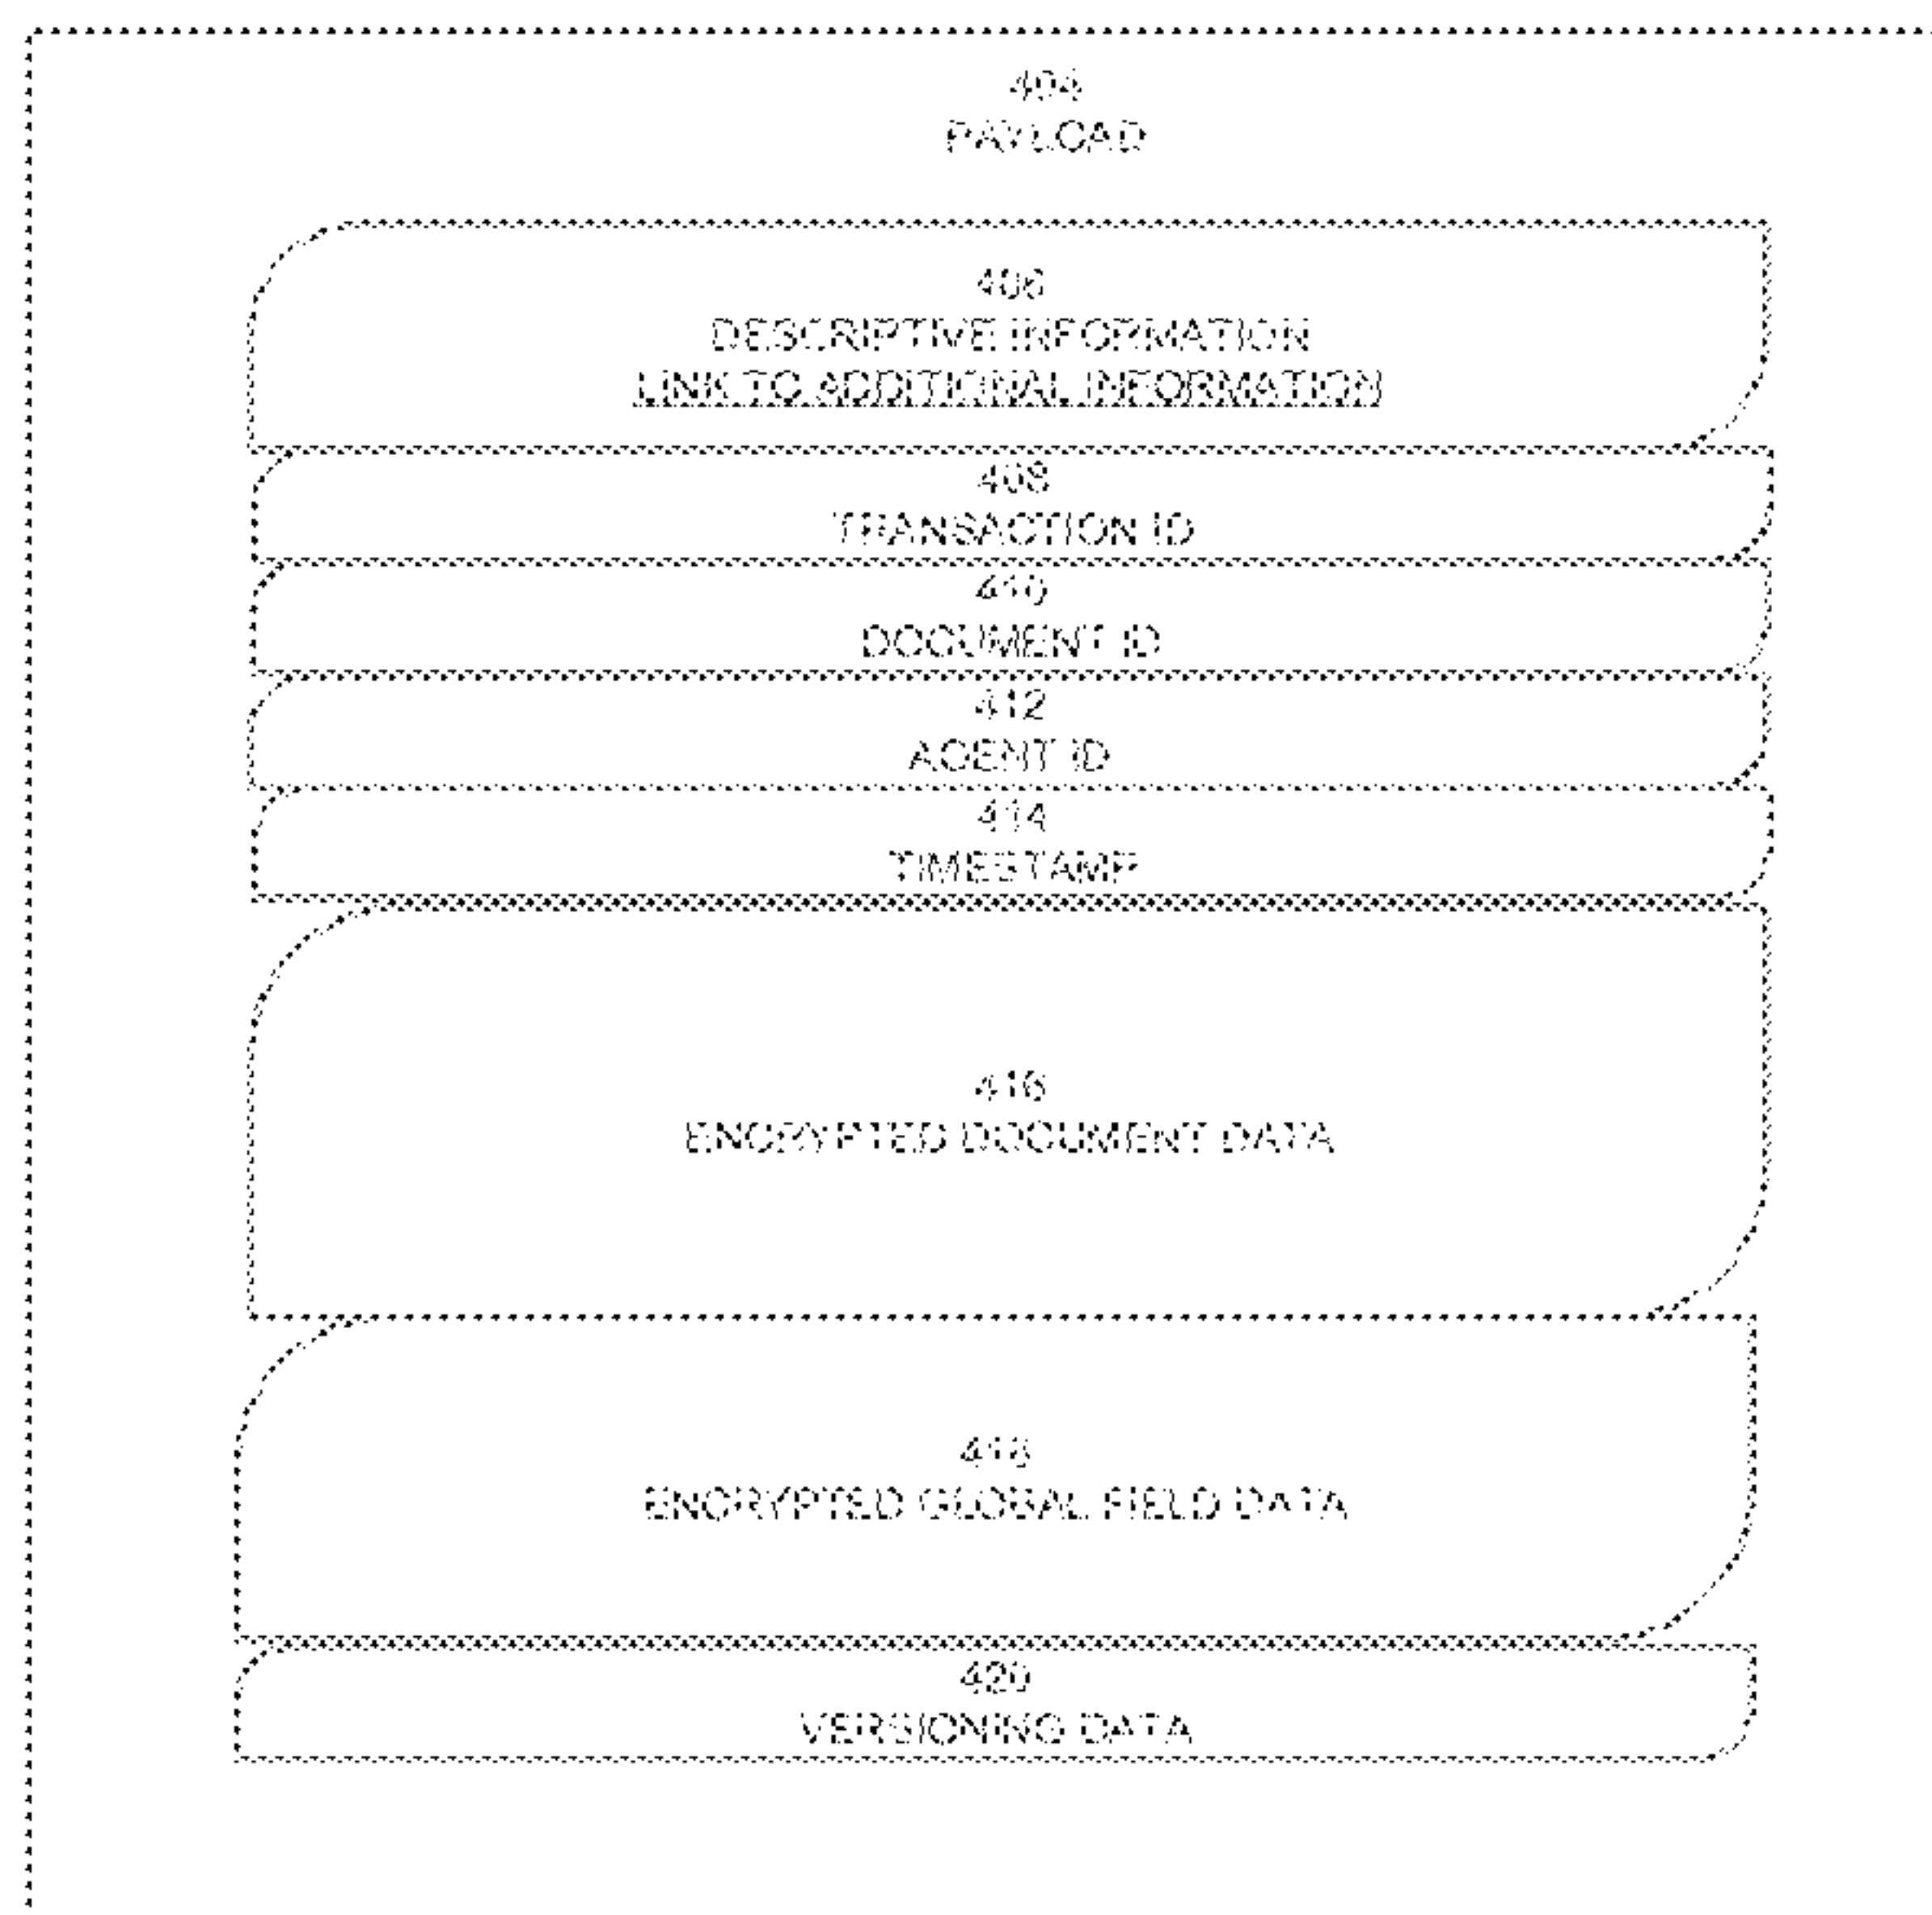 404
PAYLOAD
406
DESCRIPTIVE INFORMATION
LINK TO ADDITIONAL INFORMATION
408
TRANSACTION ID
410
DOCUMENT ID
412
AGENT ID
414
TIMESTAMP
416
ENCRYPTED DOCUMENT DATA
418
ENCRYPTED GLOBAL FIELD DATA
420
VERSIONING DATA